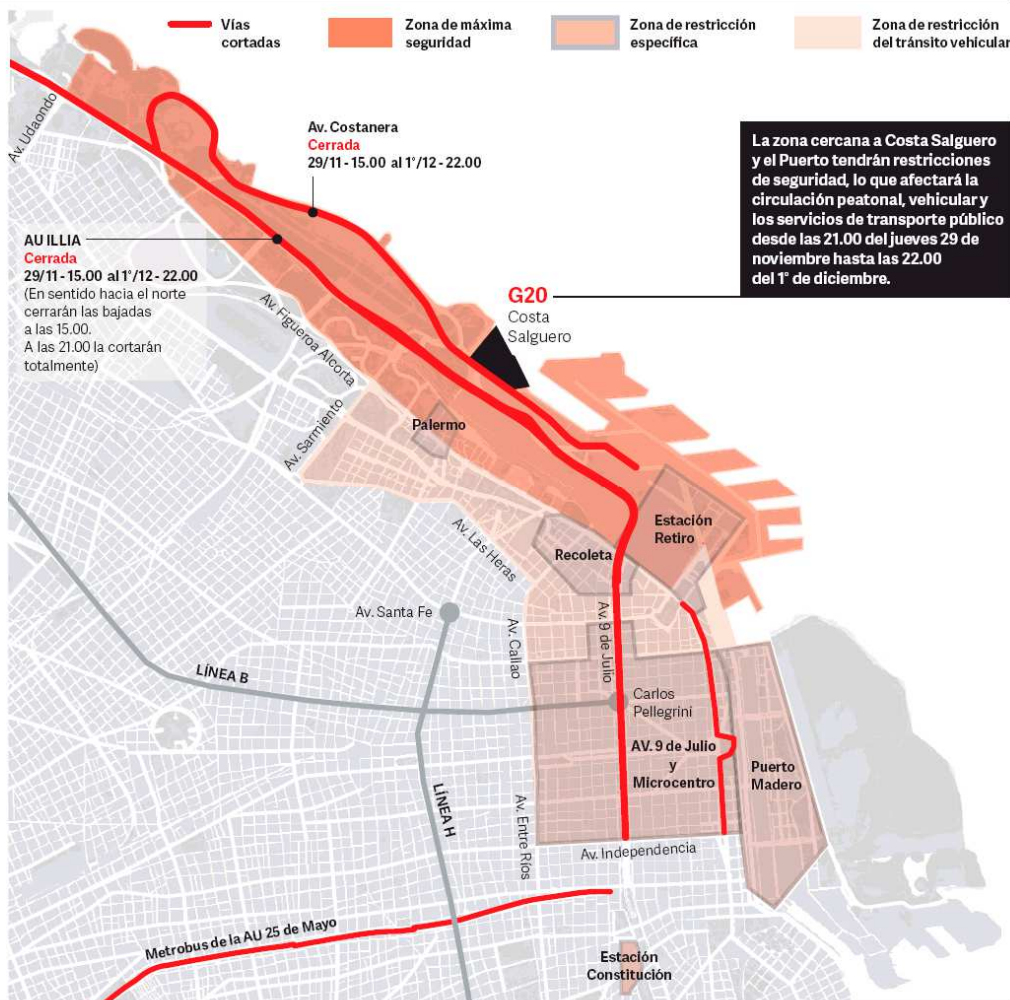 Vías
cortadas
Zona de máxima
seguridad
Zona de restricción
específica
Zona de restricción
del tránsito vehicular
Av. Udaondo
Av. Costanera
Cerrada
29/11 - 15.00 al 1°/12 - 22.00
La zona cercana a Costa Salguero
y el Puerto tendrán restricciones
de seguridad, lo que afectará la
circulación peatonal, vehicular y
los servicios de transporte público
desde las 21.00 del jueves 29 de
noviembre hasta las 22.00
del 1° de diciembre.
AU ILLIA
Cerrada
29/11 - 15.00 al 1°/12 - 22.00
(En sentido hacia el norte
cerrarán las bajadas
a las 15.00.
A las 21.00 la cortarán
totalmente)
G20
Costa
Salguero
Av. Figueroa Alcorta
Av. Sarmiento
Palermo
Av. Las Heras
Recoleta
Estación
Retiro
Av. Santa Fe
Av. Callao
Av. 9 de Julio
LÍNEA B
Carlos
Pellegrini
AV. 9 de Julio
y
Microcentro
Puerto
Madero
LÍNEA H
Av. Entre Ríos
Av. Independencia
Metrobus de la AU 25 de Mayo
Estación
Constitución